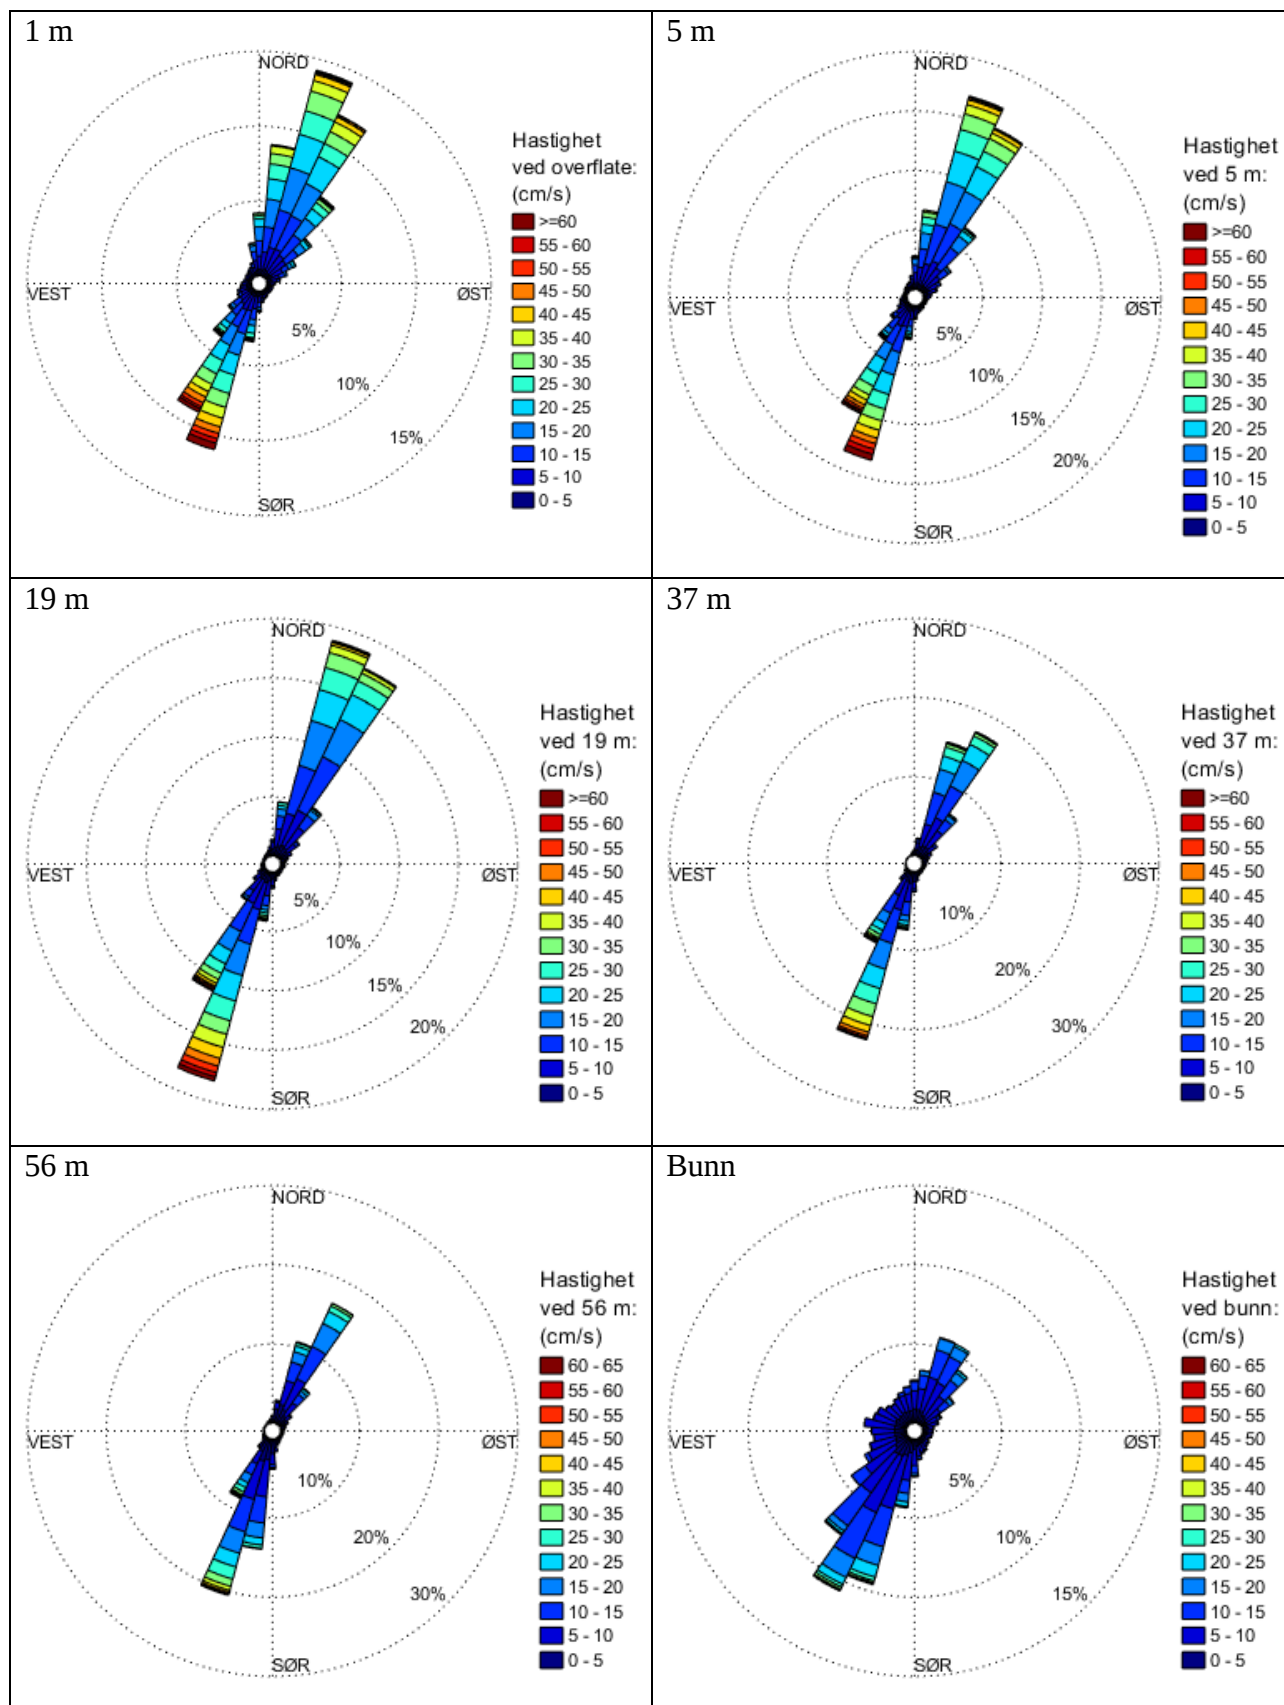 1 m
NORD
VEST
ØST
SØR
5%
10%
15%
Hastighet
ved overflate:
(cm/s)
>=60
55 - 60
50 - 55
45 - 50
40 - 45
35 - 40
30 - 35
25 - 30
20 - 25
15 - 20
10 - 15
5 - 10
0 - 5
5 m
NORD
VEST
ØST
SØR
5%
10%
15%
20%
Hastighet
ved 5 m:
(cm/s)
>=60
55 - 60
50 - 55
45 - 50
40 - 45
35 - 40
30 - 35
25 - 30
20 - 25
15 - 20
10 - 15
5 - 10
0 - 5
19 m
NORD
VEST
ØST
SØR
5%
10%
15%
20%
Hastighet
ved 19 m:
(cm/s)
>=60
55 - 60
50 - 55
45 - 50
40 - 45
35 - 40
30 - 35
25 - 30
20 - 25
15 - 20
10 - 15
5 - 10
0 - 5
37 m
NORD
VEST
ØST
SØR
10%
20%
30%
Hastighet
ved 37 m:
(cm/s)
>=60
55 - 60
50 - 55
45 - 50
40 - 45
35 - 40
30 - 35
25 - 30
20 - 25
15 - 20
10 - 15
5 - 10
0 - 5
56 m
NORD
VEST
ØST
SØR
10%
20%
30%
Hastighet
ved 56 m:
(cm/s)
60 - 65
55 - 60
50 - 55
45 - 50
40 - 45
35 - 40
30 - 35
25 - 30
20 - 25
15 - 20
10 - 15
5 - 10
0 - 5
Bunn
NORD
VEST
ØST
SØR
5%
10%
15%
Hastighet
ved bunn:
(cm/s)
60 - 65
55 - 60
50 - 55
45 - 50
40 - 45
35 - 40
30 - 35
25 - 30
20 - 25
15 - 20
10 - 15
5 - 10
0 - 5